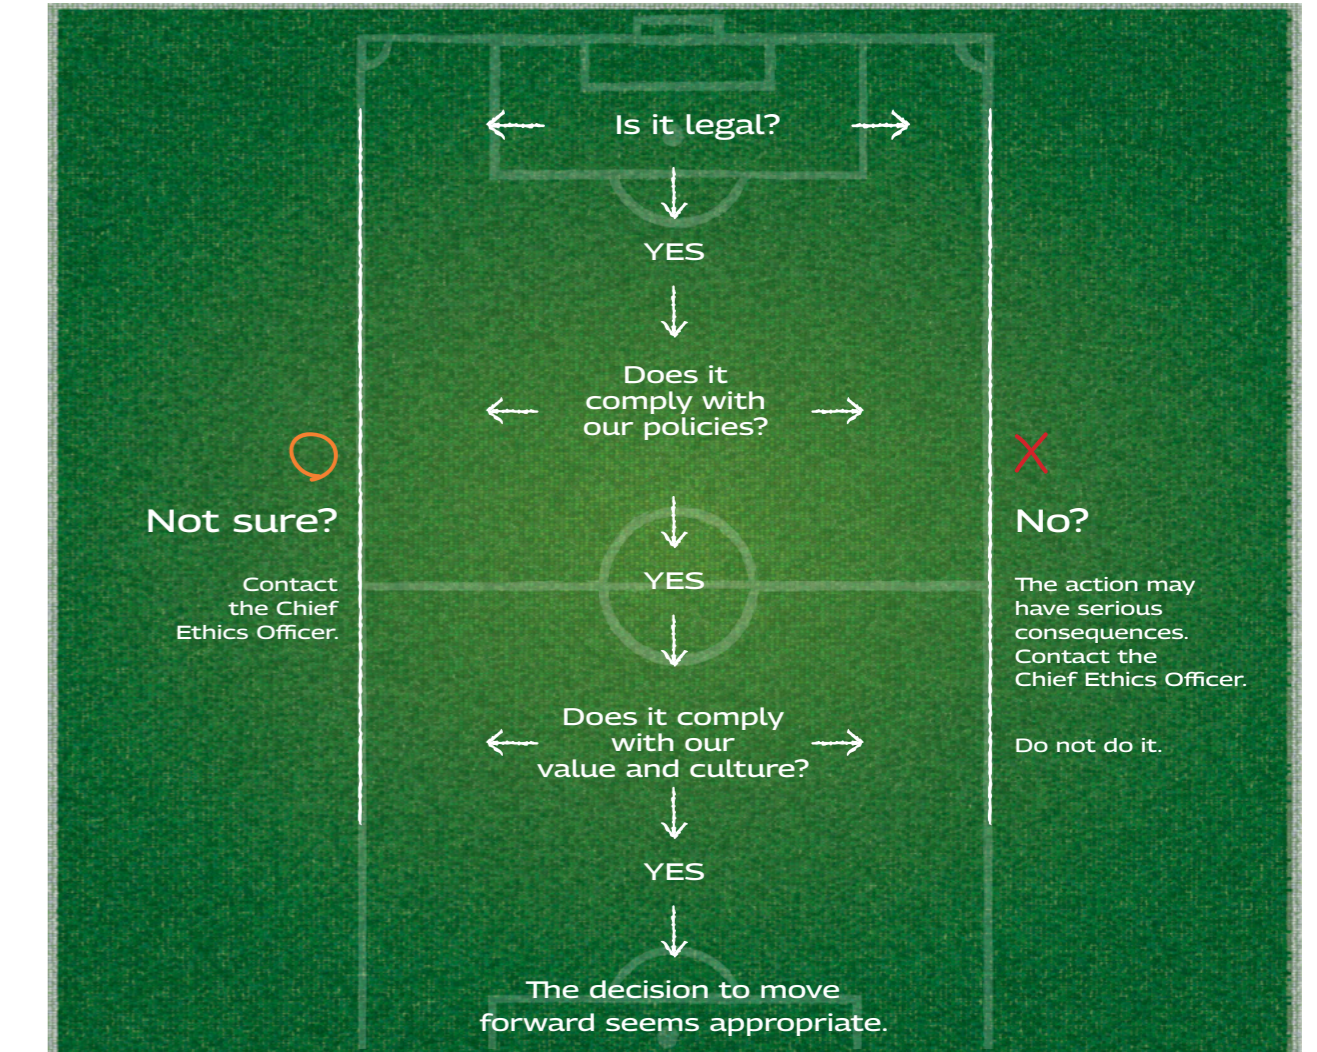 Is it legal?
YES
Does it
comply with
our policies?
Not sure?
Contact
the Chief
Ethics Officer.
No?
The action may
have serious
consequences.
Contact the
Chief Ethics Officer.
Do not do it.
YES
Does it comply
with our
value and culture?
YES
The decision to move
forward seems appropriate.